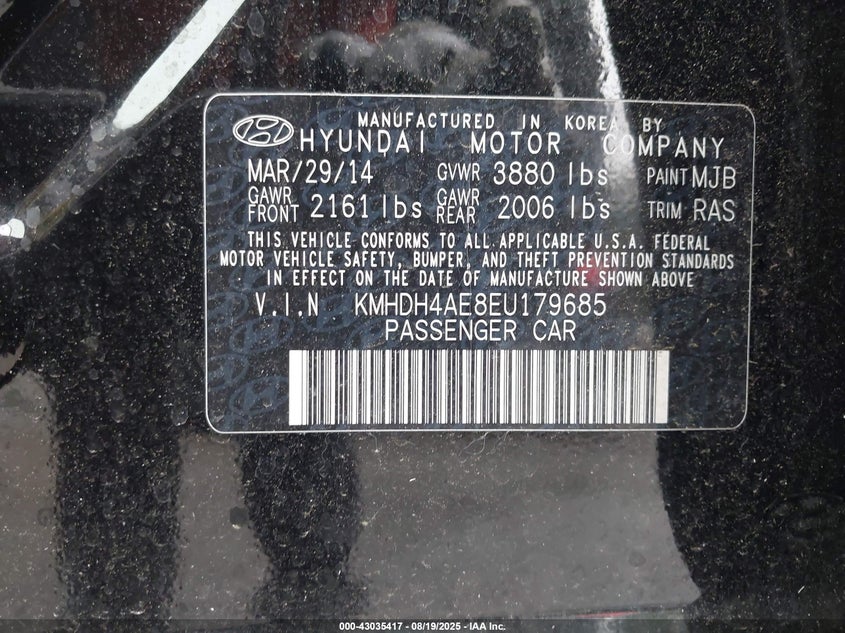 MANUFACTURED IN KOREA BY
HYUNDAI MOTOR COMPANY
MAR/29/14 GVWR 3880 lbs PAINT MJB
GAWR FRONT 2161 lbs GAWR REAR 2006 lbs TRIM RAS
THIS VEHICLE CONFORMS TO ALL APPLICABLE U.S.A. FEDERAL
MOTOR VEHICLE SAFETY, BUMPER, AND THEFT PREVENTION STANDARDS
IN EFFECT ON THE DATE OF MANUFACTURE SHOWN ABOVE
V.I.N KMHDH4AE8EU179685
PASSENGER CAR
000-43035417 - 08/19/2025 - IAA Inc.